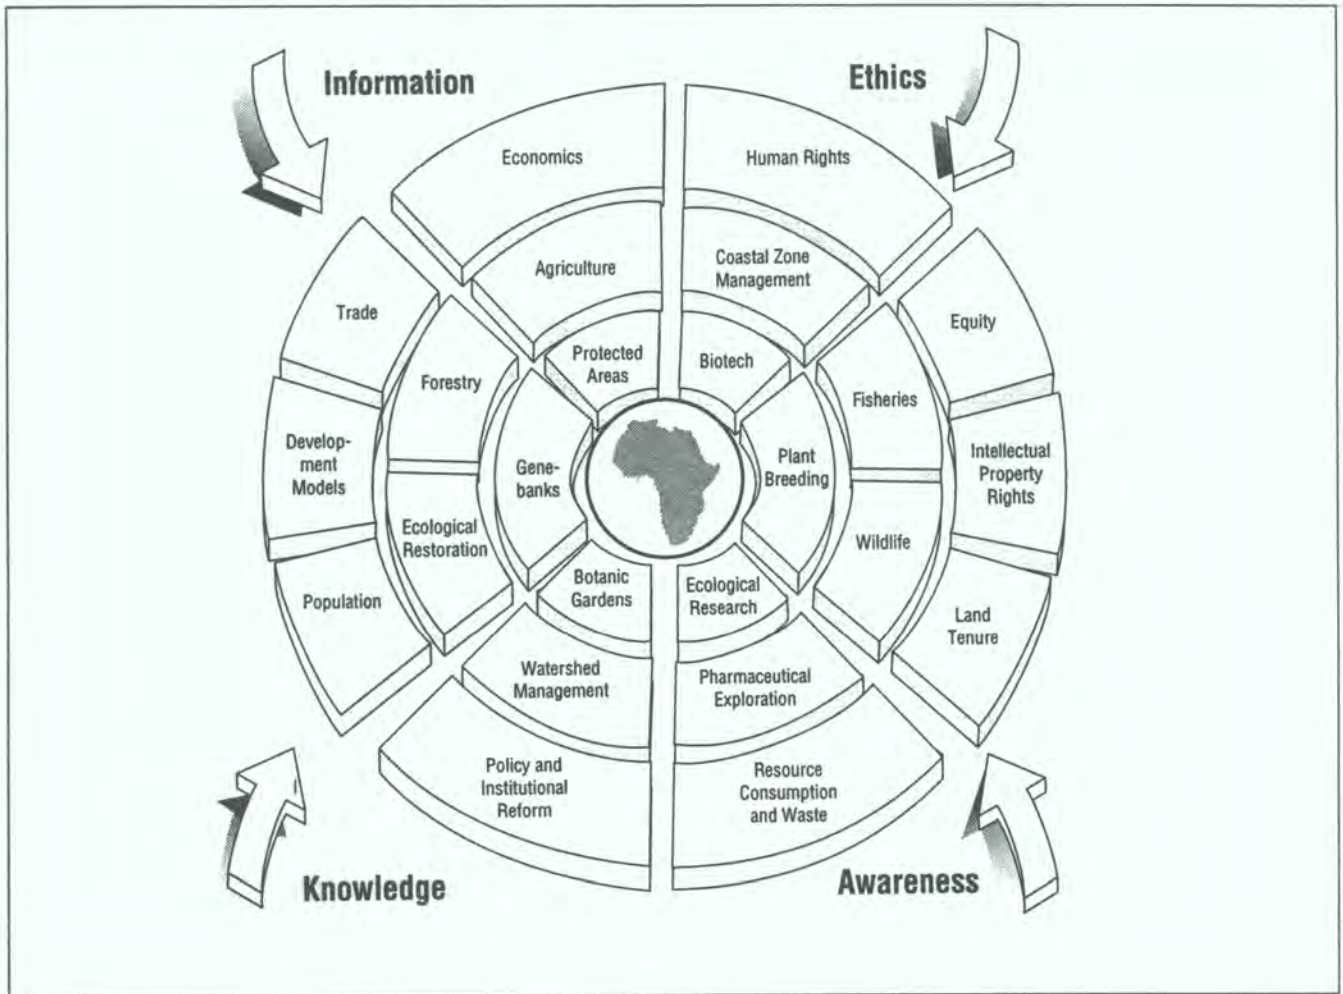 Information
Ethics
Economics
Human Rights
Agriculture
Coastal Zone
Management
Trade
Equity
Protected
Areas
Biotech
Forestry
Fisheries
Develop-
ment
Models
Gene-
banks
Plant
Breeding
Intellectual
Property
Rights
Ecological
Restoration
Wildlife
Population
Botanic
Gardens
Ecological
Research
Land
Tenure
Watershed
Management
Pharmaceutical
Exploration
Policy and
Institutional
Reform
Resource
Consumption
and Waste
Knowledge
Awareness